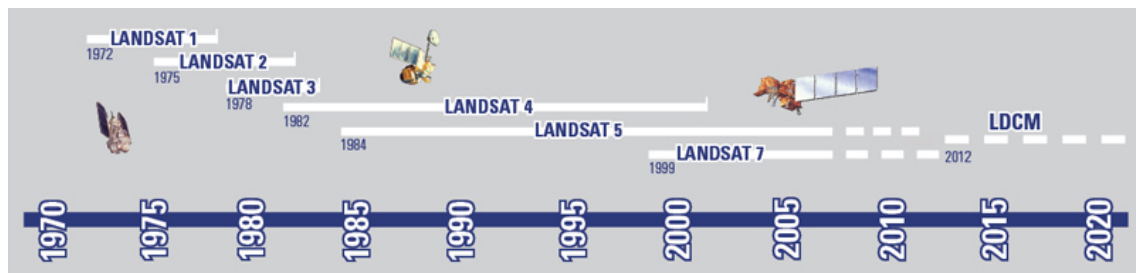 LANDSAT 1
1972
LANDSAT 2
1975
LANDSAT 3
1978
LANDSAT 4
1982
LANDSAT 5
1984
LDCM
LANDSAT 7
1999
2012
1970
1975
1980
1985
1990
1995
2000
2005
2010
2015
2020